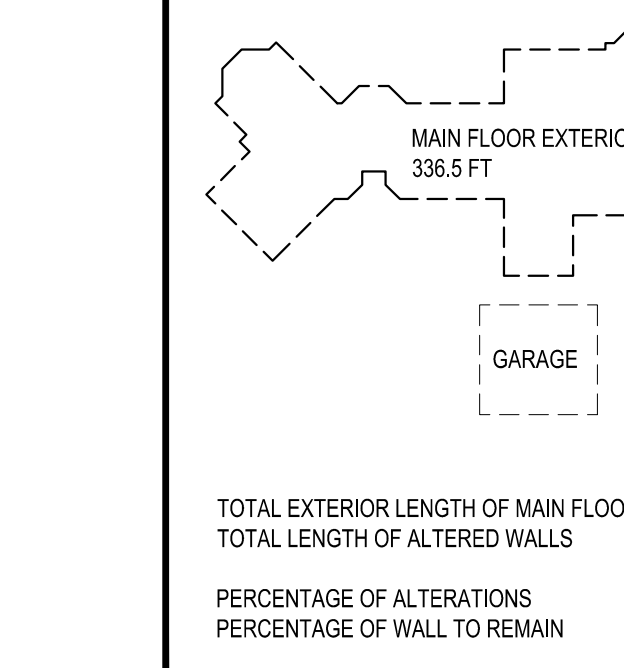 MAIN FLOOR EXTERIO
336.5 FT
GARAGE
TOTAL EXTERIOR LENGTH OF MAIN FLOO
TOTAL LENGTH OF ALTERED WALLS
PERCENTAGE OF ALTERATIONS
PERCENTAGE OF WALL TO REMAIN